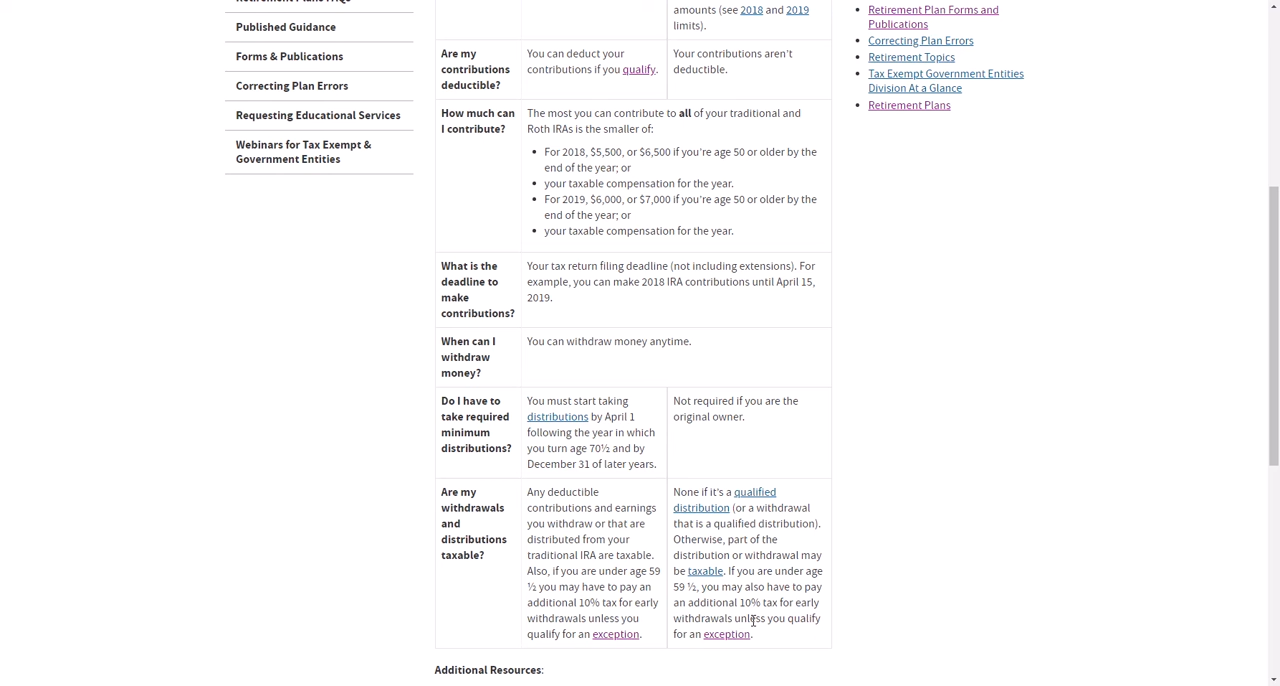 Published Guidance
Forms & Publications
Correcting Plan Errors
Requesting Educational Services
Webinars for Tax Exempt &
Government Entities
amounts (see 2018 and 2019
limits).
Are my
contributions
deductible?
You can deduct your
contributions if you qualify.
Your contributions aren't
deductible.
How much can
I contribute?
The most you can contribute to all of your traditional and
Roth IRAs is the smaller of:
• For 2018, $5,500, or $6,500 if you're age 50 or older by the
end of the year; or
• your taxable compensation for the year.
• For 2019, $6,000, or $7,000 if you're age 50 or older by the
end of the year; or
• your taxable compensation for the year.
What is the
deadline to
make
contributions?
Your tax return filing deadline (not including extensions). For
example, you can make 2018 IRA contributions until April 15,
2019.
When can I
withdraw
money?
You can withdraw money anytime.
Do I have to
take required
minimum
distributions?
You must start taking
distributions by April 1
following the year in which
you turn age 70½ and by
December 31 of later years.
Not required if you are the
original owner.
Are my
withdrawals
and
distributions
taxable?
Any deductible
contributions and earnings
you withdraw or that are
distributed from your
traditional IRA are taxable.
Also, if you are under age 59
½ you may have to pay an
additional 10% tax for early
withdrawals unless you
qualify for an exception.
None if it's a qualified
distribution (or a withdrawal
that is a qualified distribution).
Otherwise, part of the
distribution or withdrawal may
be taxable. If you are under age
59 ½, you may also have to pay
an additional 10% tax for early
withdrawals unless you qualify
for an exception.
Additional Resources:
• Retirement Plan Forms and
Publications
• Correcting Plan Errors
• Retirement Topics
• Tax Exempt Government Entities
Division At a Glance
• Retirement Plans